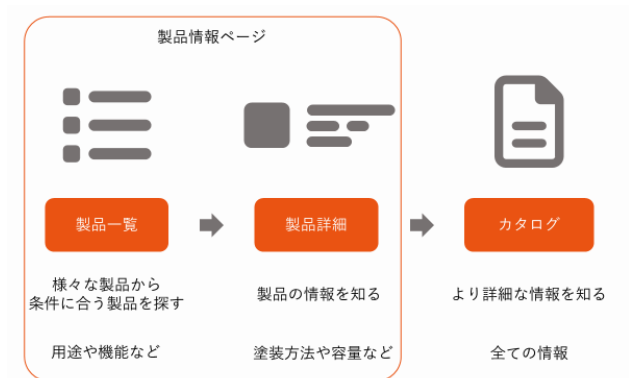 製品情報ページ
製品一覧
製品詳細
カタログ
様々な製品から
条件に合う製品を探す
製品の情報を知る
より詳細な情報を知る
用途や機能など
塗装方法や容量など
全ての情報